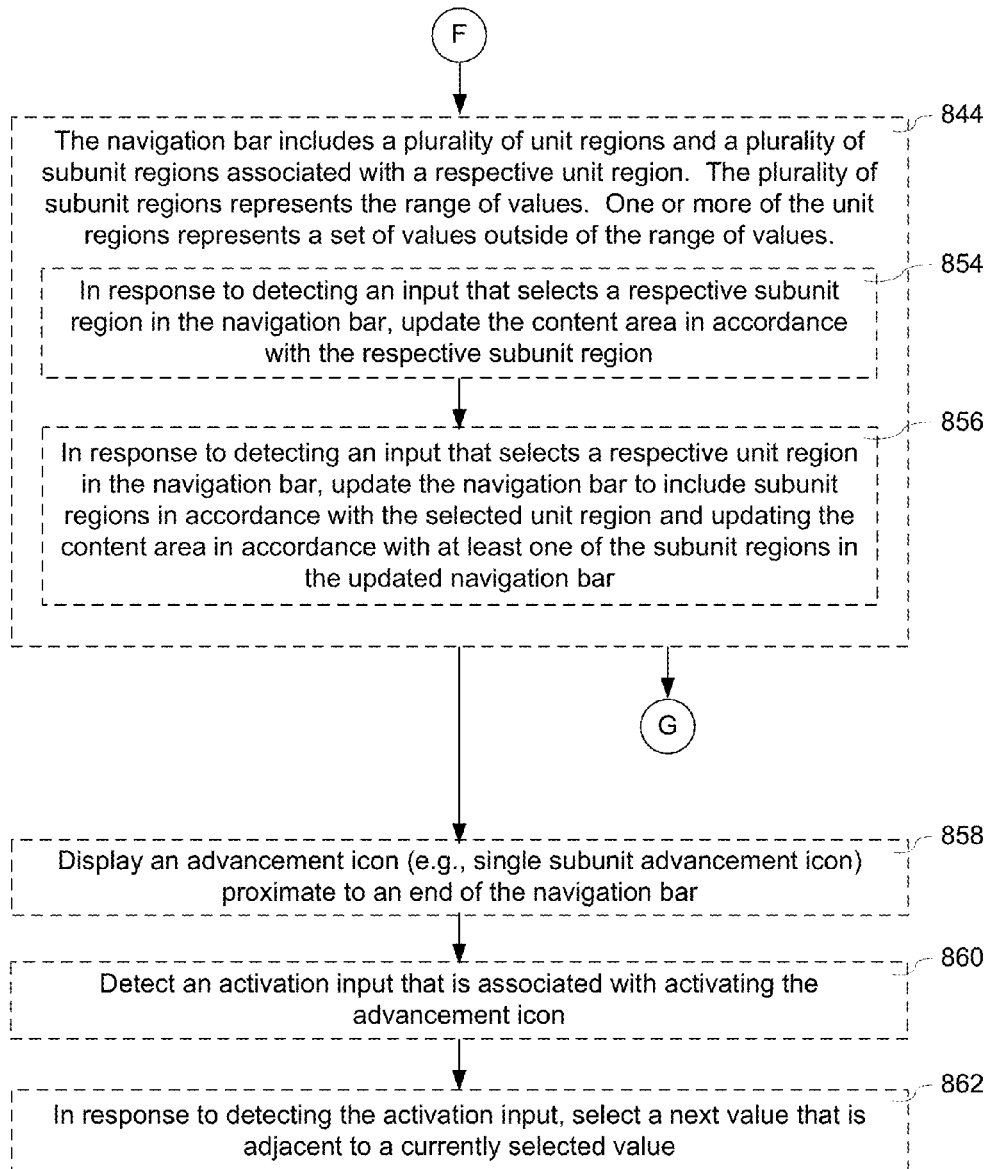 F
844
The navigation bar includes a plurality of unit regions and a plurality of
subunit regions associated with a respective unit region. The plurality of
subunit regions represents the range of values. One or more of the unit
regions represents a set of values outside of the range of values.
854
In response to detecting an input that selects a respective subunit
region in the navigation bar, update the content area in accordance
with the respective subunit region
856
In response to detecting an input that selects a respective unit region
in the navigation bar, update the navigation bar to include subunit
regions in accordance with the selected unit region and updating the
content area in accordance with at least one of the subunit regions in
the updated navigation bar
G
858
Display an advancement icon (e.g., single subunit advancement icon)
proximate to an end of the navigation bar
860
Detect an activation input that is associated with activating the
advancement icon
862
In response to detecting the activation input, select a next value that is
adjacent to a currently selected value